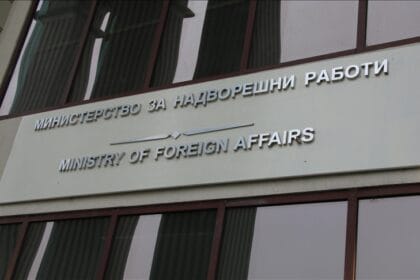 МИНИСТЕРСТВО ЗА НАДВОРЕШНИ РАБОТИ
MINISTRY OF FOREIGN AFFAIRS